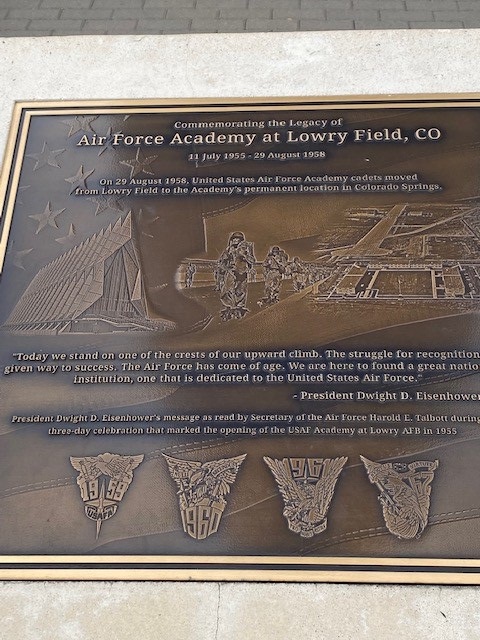 Commemorating the Legacy of
Air Force Academy at Lowry Field, CO
11 July 1955 - 29 August 1958
On 29 August 1958, United States Air Force Academy cadets moved
from Lowry Field to the Academy's permanent location in Colorado Springs.
"Today we stand on one of the crests of our upward climb. The struggle for recognition
given way to success. The Air Force has come of age. We are here to found a great
institution, one that is dedicated to the United States Air Force."
- President Dwight D. Eisenhower
President Dwight D. Eisenhower's message as read by Secretary of the Air Force Harold E. Talbott during
three-day celebration that marked the opening of the USAF Academy at Lowry AFB in 1955
1959
USAFA
1960
1961
62